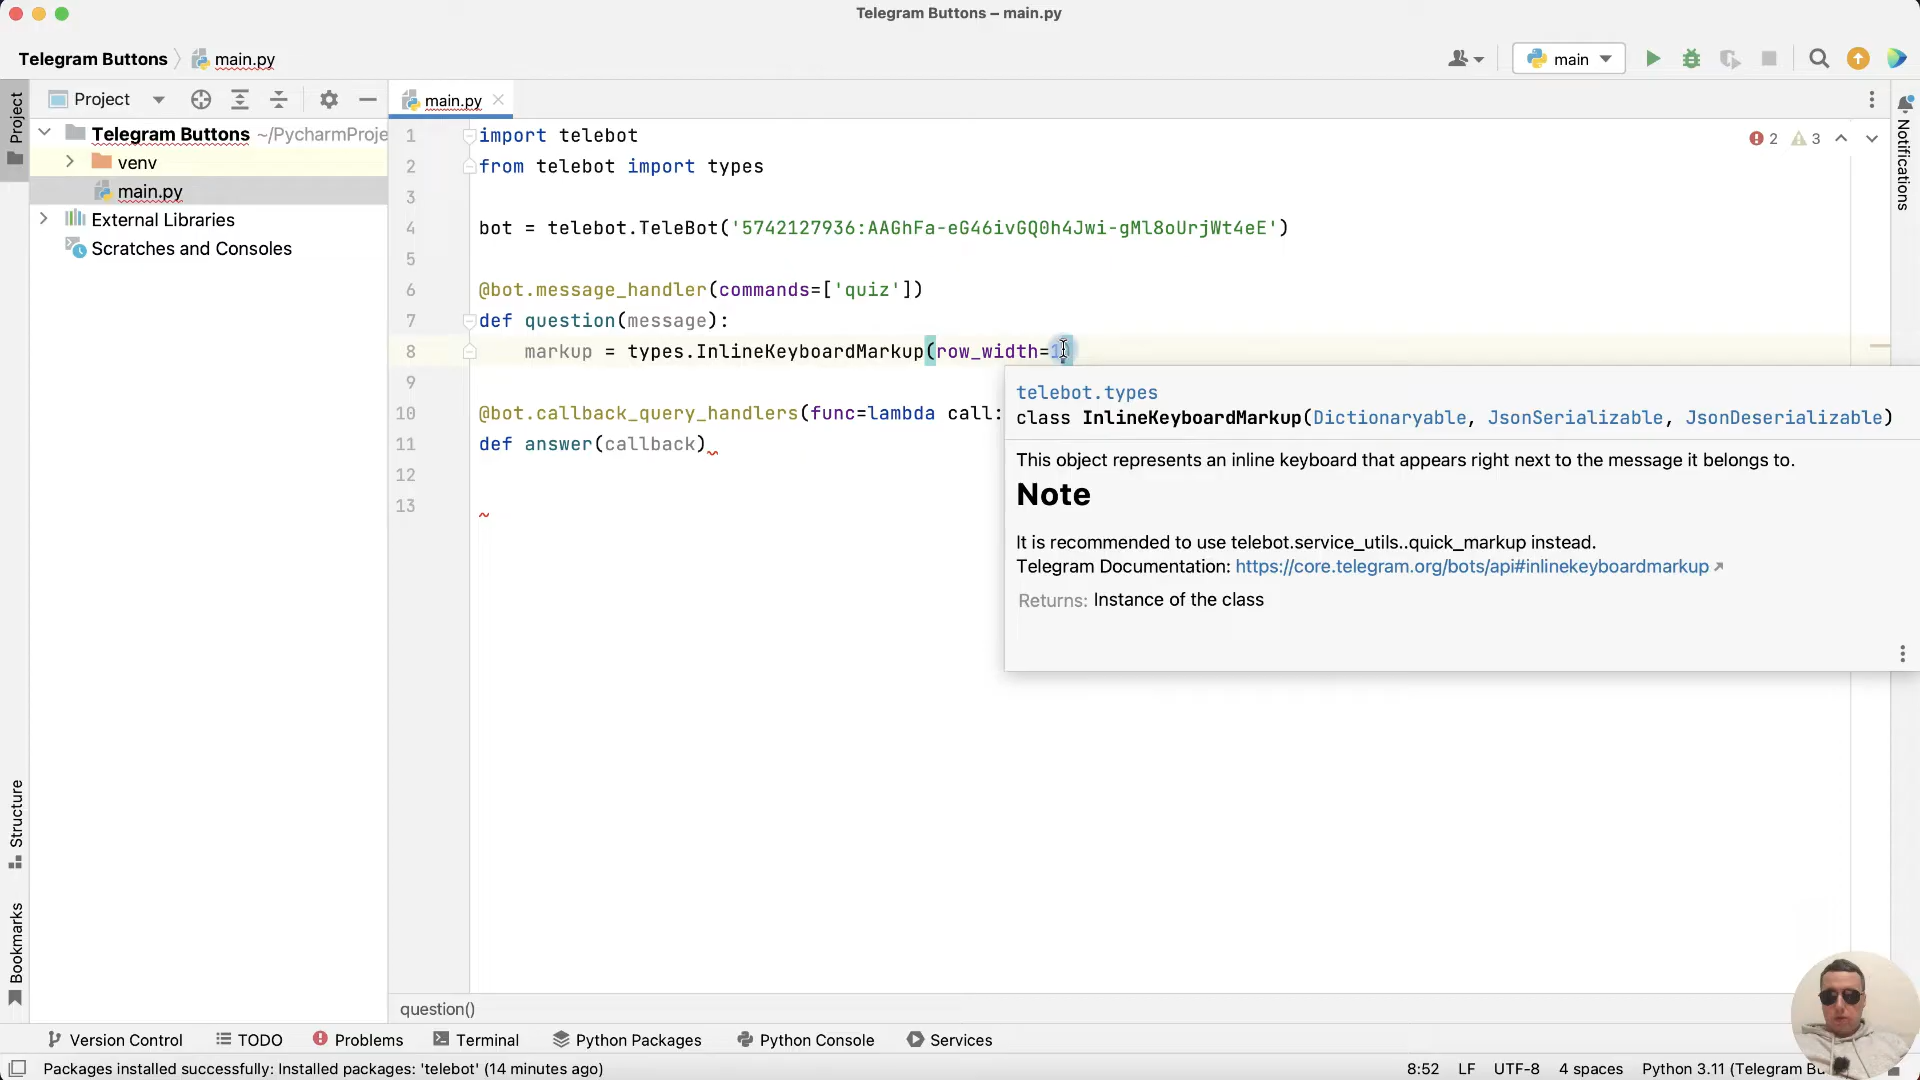 Telegram Buttons – main.py
Telegram Buttons
main.py
main
Project
main.py
Project
Notifications
Telegram Buttons ~/PycharmProje
venv
main.py
External Libraries
Scratches and Consoles
2
3
1 import telebot
2 from telebot import types
3
4 bot = telebot.TeleBot('5742127936:AAGhFa-eG46ivGQ0h4Jwi-gMl8oUrjWt4eE')
5
6 @bot.message_handler(commands=['quiz'])
7 def question(message):
8 markup = types.InlineKeyboardMarkup(row_width=
9
10 @bot.callback_query_handlers(func=lambda call:
11 def answer(callback)
12
13
telebot.types
class InlineKeyboardMarkup(Dictionaryable, JsonSerializable, JsonDeserializable)
This object represents an inline keyboard that appears right next to the message it belongs to.
Note
It is recommended to use telebot.service_utils..quick_markup instead.
Telegram Documentation: https://core.telegram.org/bots/api#inlinekeyboardmarkup
Returns: Instance of the class
Structure
Bookmarks
question()
Version Control
TODO
Problems
Terminal
Python Packages
Python Console
Services
Packages installed successfully: Installed packages: 'telebot' (14 minutes ago)
8:52
LF
UTF-8
4 spaces
Python 3.11 (Telegram